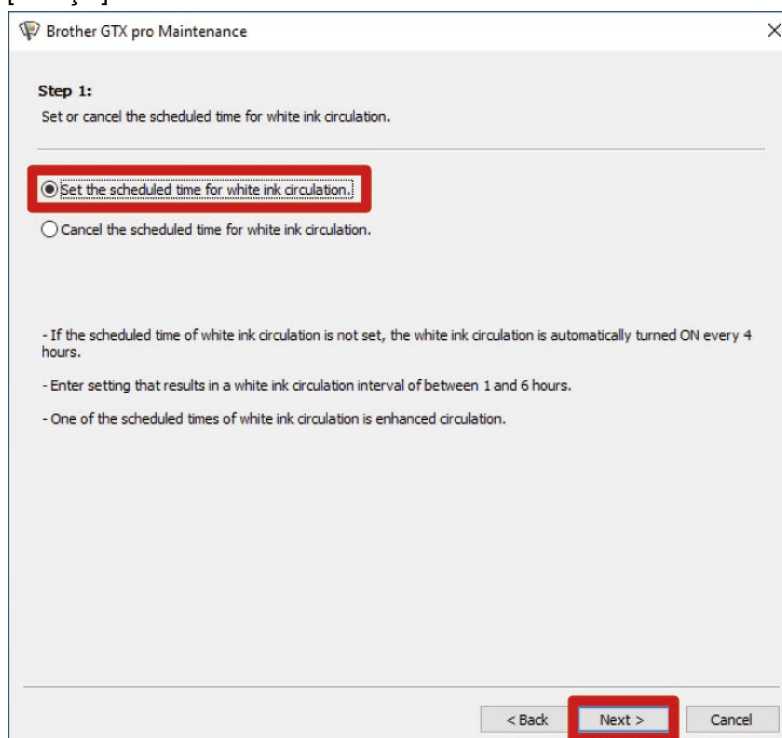 Brother GTX pro Maintenance
Step 1:
Set or cancel the scheduled time for white ink circulation.
Set the scheduled time for white ink circulation.
Cancel the scheduled time for white ink circulation.
- If the scheduled time of white ink circulation is not set, the white ink circulation is automatically turned ON every 4
hours.
- Enter setting that results in a white ink circulation interval of between 1 and 6 hours.
- One of the scheduled times of white ink circulation is enhanced circulation.
< Back Next > Cancel